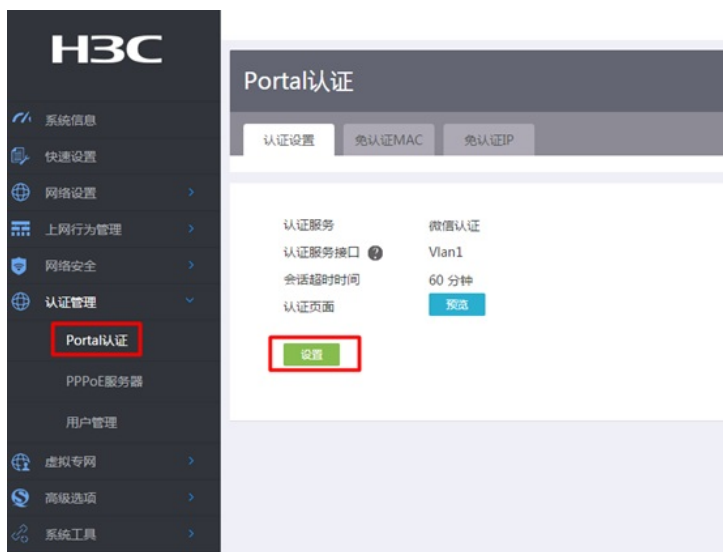 H3C
系统信息
快速设置
网络设置
上网行为管理
网络安全
认证管理
Portal认证
PPPoE服务器
用户管理
虚拟专网
高级选项
系统工具
Portal认证
认证设置 免认证MAC 免认证IP
认证服务 微信认证
认证服务接口 ? Vlan1
会话超时时间 60 分钟
认证页面 预览
设置